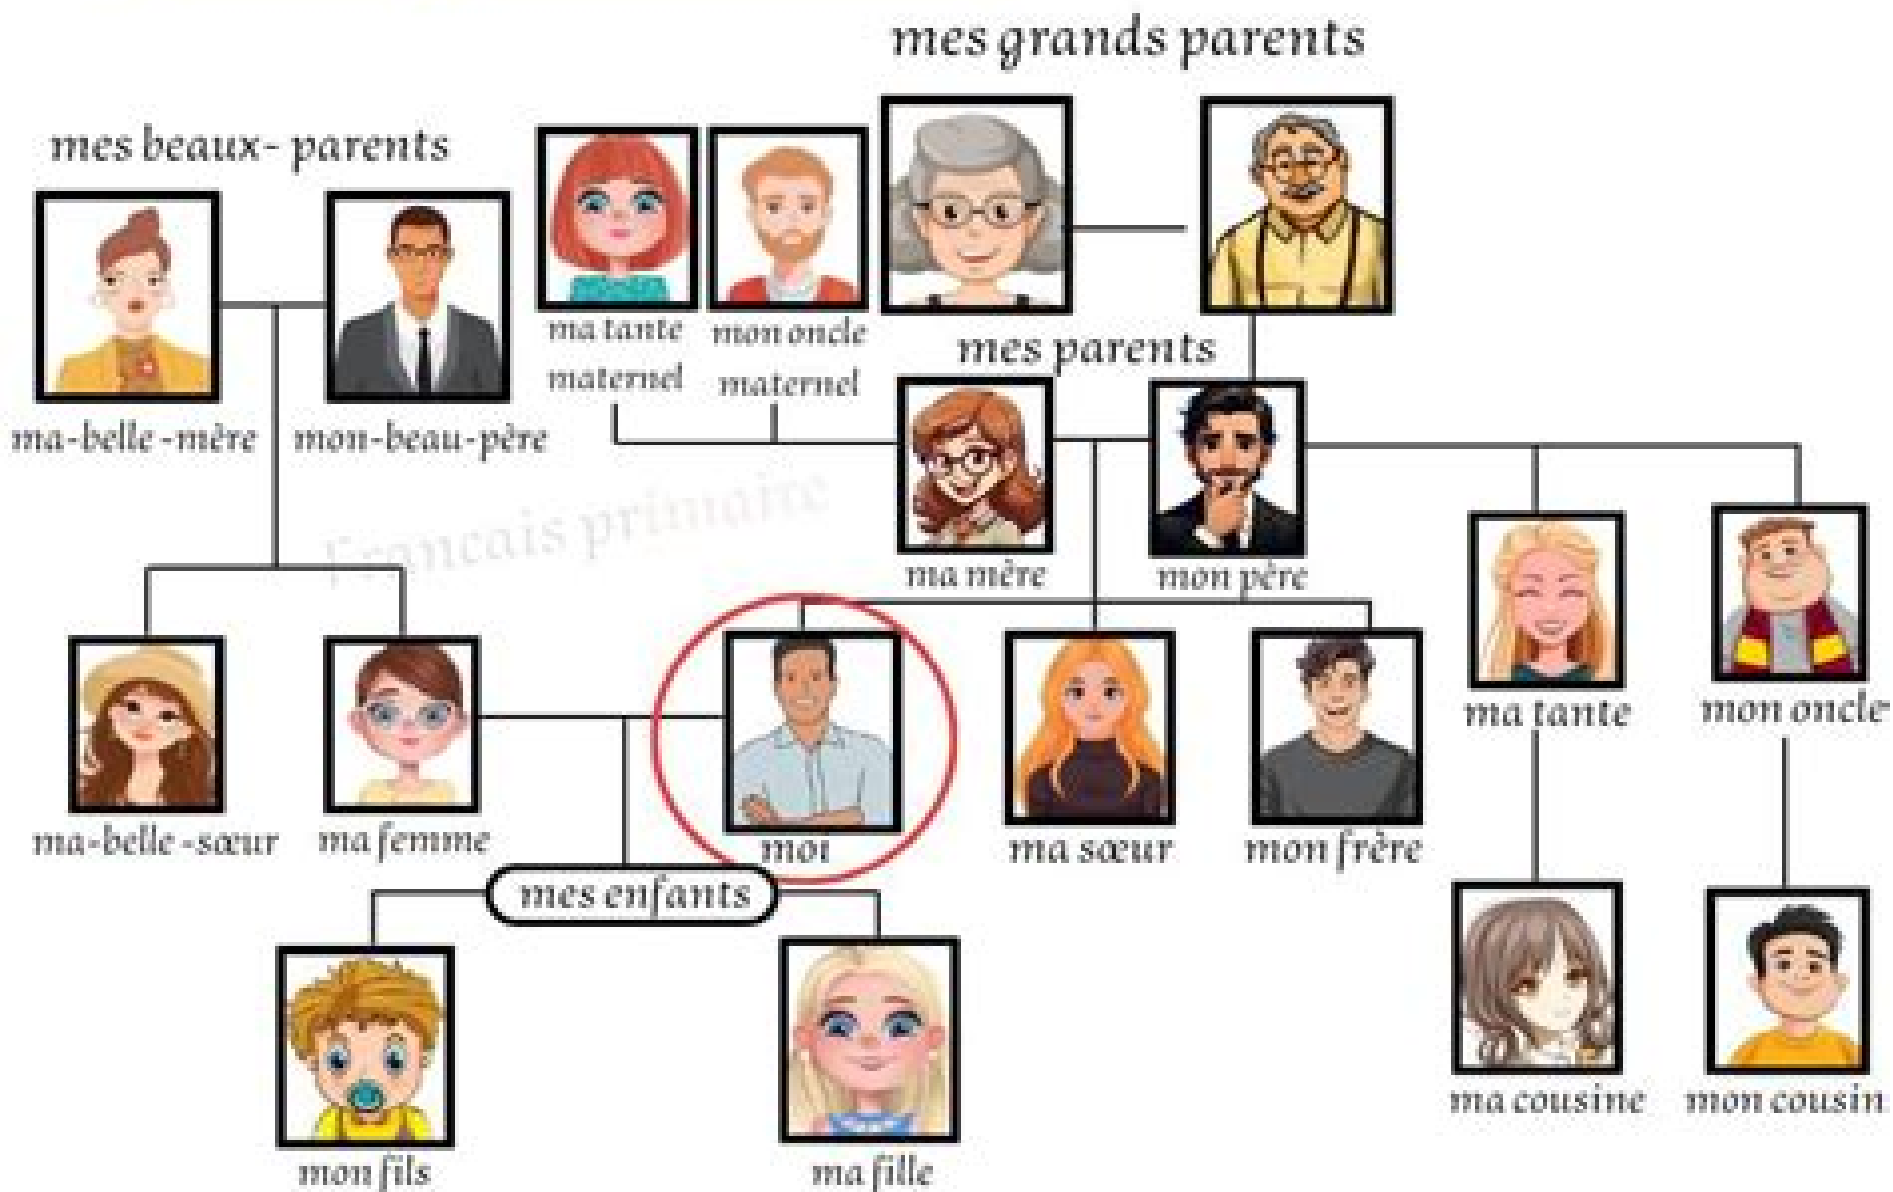 mes grands parents
mes beaux- parents
ma tante
maternel
mon oncle
maternel
mes parents
ma-belle -mère
mon-beau-père
Francais primaire
ma mère
mon père
ma tante
mon oncle
ma-belle -sœur
ma femme
moi
ma sœur
mon frère
mes enfants
ma cousine
mon cousin
mon fils
ma fille